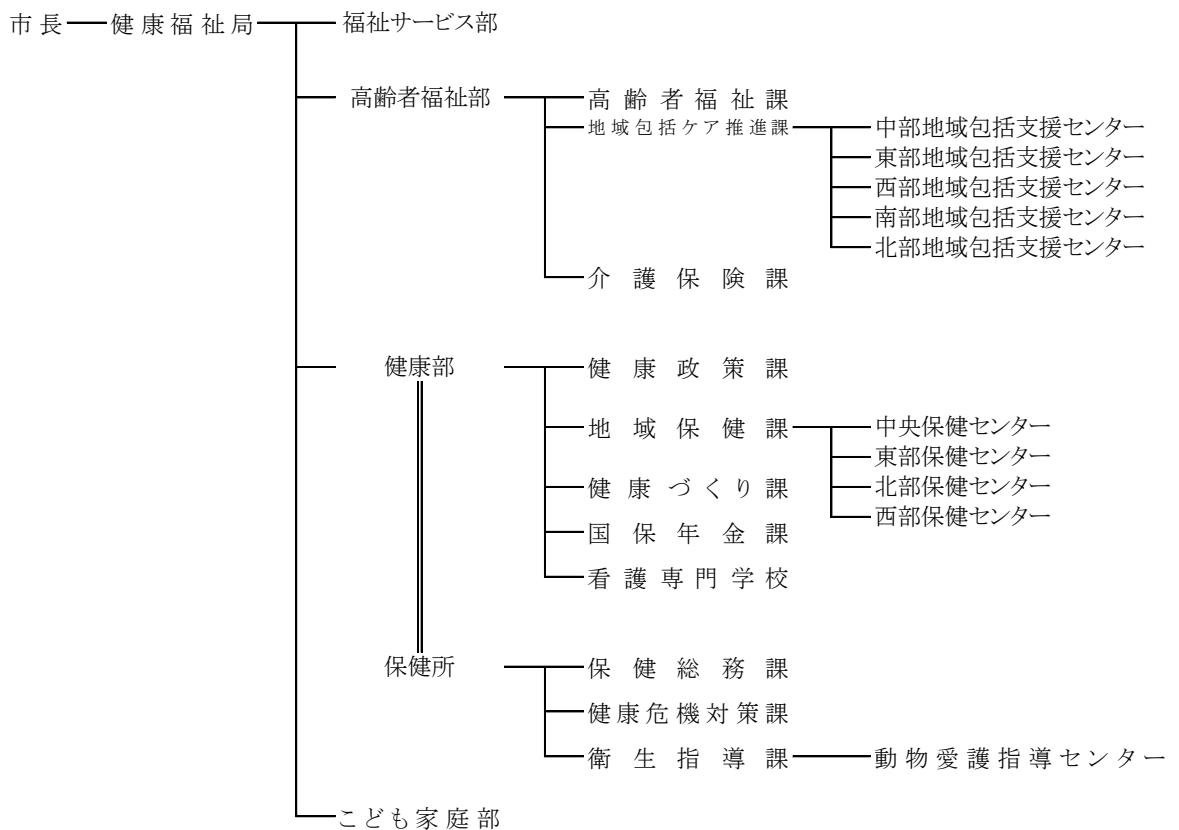 市長 健康福祉局 福祉サービス部
高齢者福祉部 高齢者福祉課
地域包括ケア推進課 中部地域包括支援センター
東部地域包括支援センター
西部地域包括支援センター
南部地域包括支援センター
北部地域包括支援センター
介護保険課
健康部 健康政策課
地域保健課 中央保健センター
東部保健センター
健康づくり課 北部保健センター
西部保健センター
国保年金課
看護専門学校
保健所 保健総務課
健康危機対策課
衛生指導課 動物愛護指導センター
こども家庭部